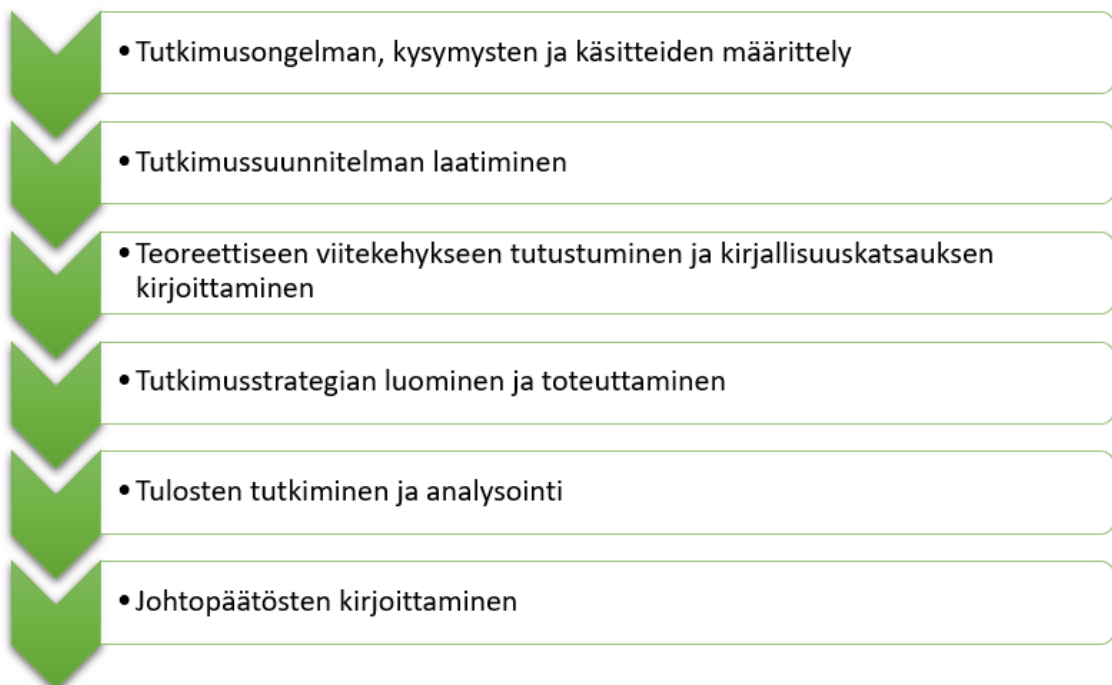 • Tutkimusongelman, kysymysten ja käsitteiden määrittely
• Tutkimussuunnitelman laatiminen
• Teoreettiseen viitekehykseen tutustuminen ja kirjallisuuskatsauksen
kirjoittaminen
• Tutkimusstrategian luominen ja toteuttaminen
• Tulosten tutkiminen ja analysointi
• Johtopäätösten kirjoittaminen